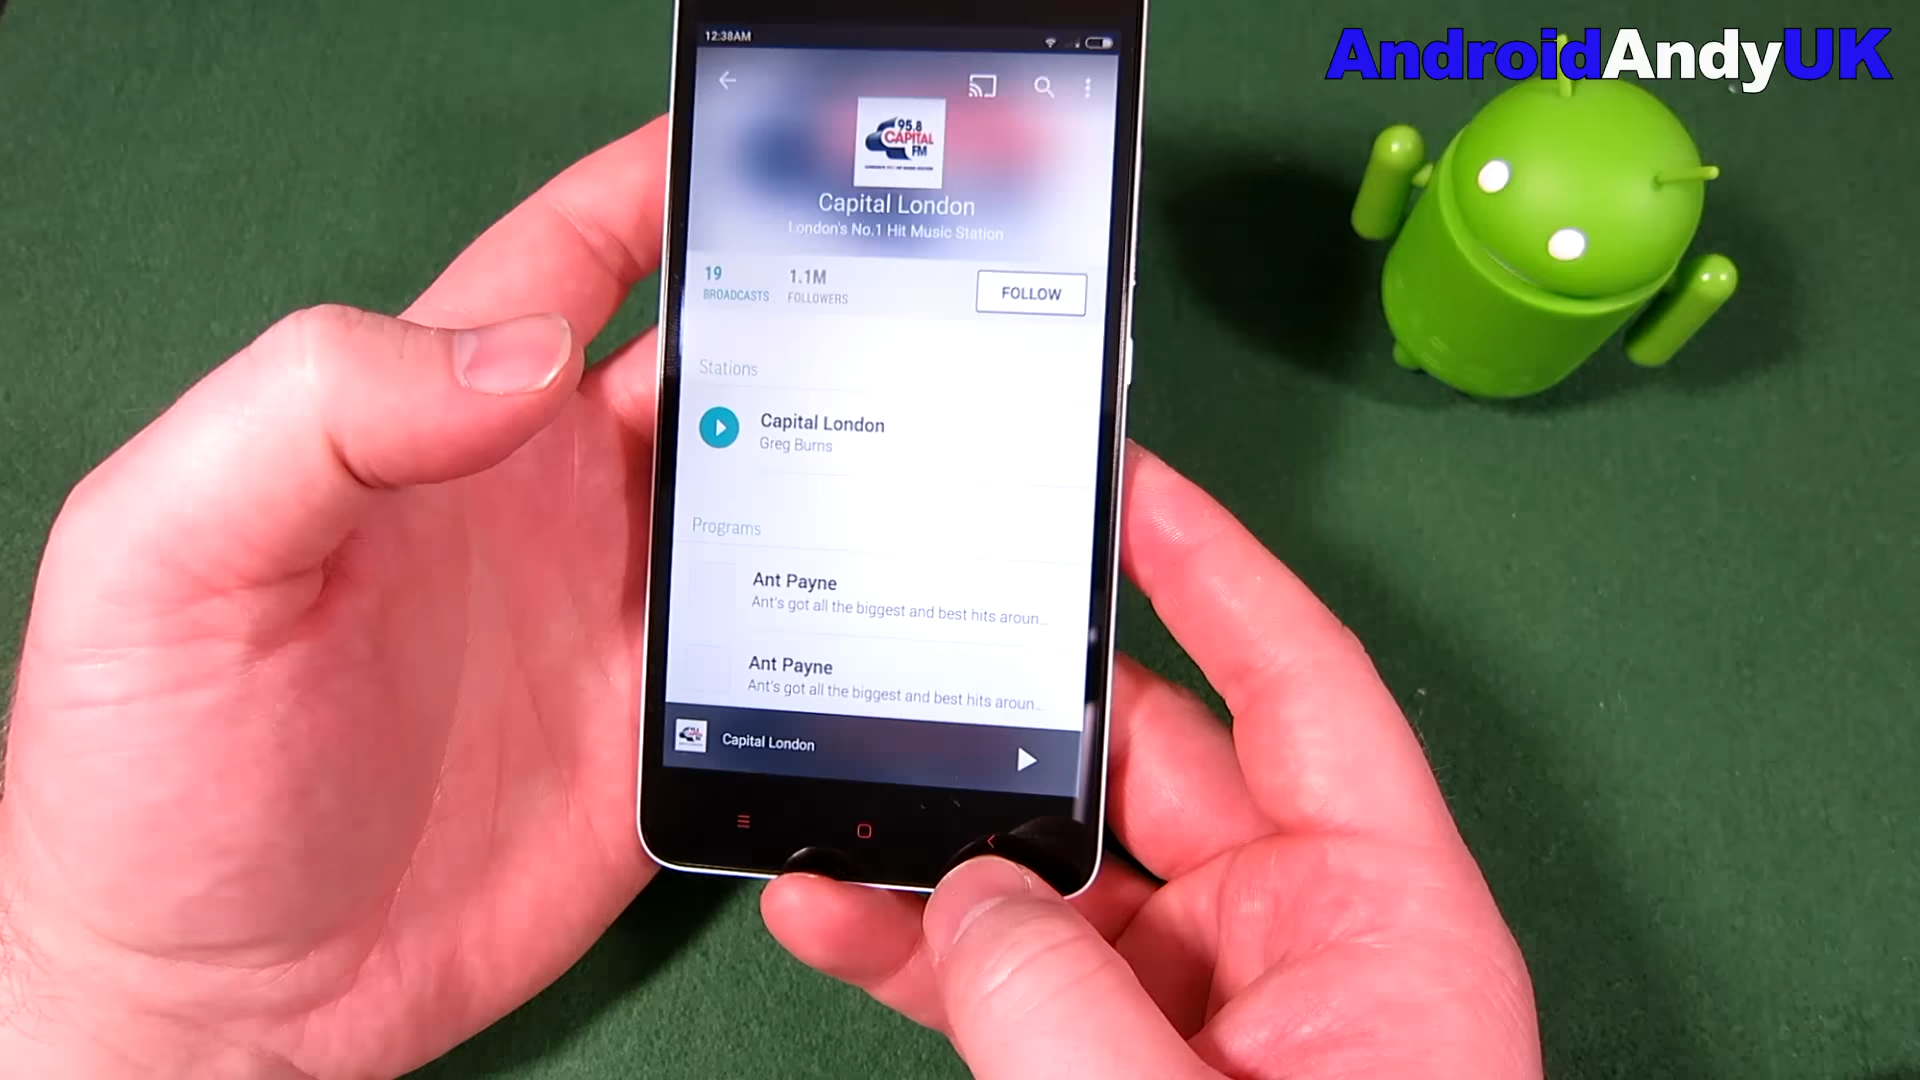 AndroidAndyUK
12:38AM
95.8
CAPITAL
FM
Capital London
London's No.1 Hit Music Station
19
BROADCASTS
1.1M
FOLLOWERS
FOLLOW
Stations
Capital London
Greg Burns
Programs
Ant Payne
Ant's got all the biggest and best hits aroun...
Ant Payne
Ant's got all the biggest and best hits aroun...
Capital London